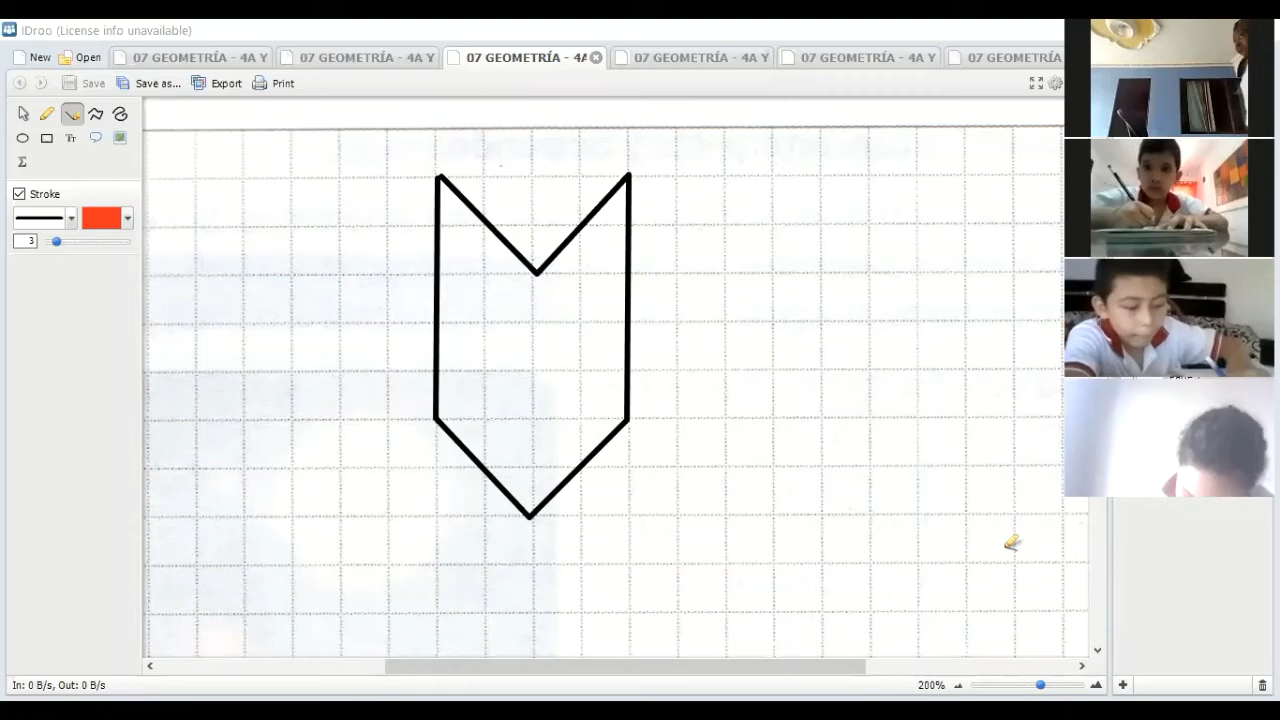 iDroo (License info unavailable)
New Open 07 GEOMETRÍA - 4A Y 07 GEOMETRÍA - 4A Y 07 GEOMETRÍA - 4A 07 GEOMETRÍA - 4A Y 07 GEOMETRÍA - 4A Y 07 GEOMETRÍA
Save Save as... Export Print
Tr
Σ
Stroke
3
In: 0 B/s, Out: 0 B/s 200%